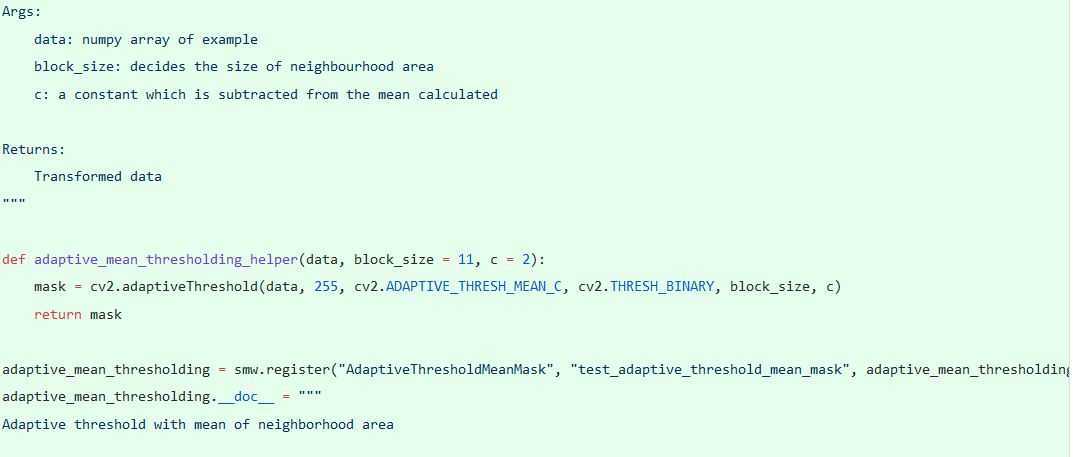 Args:
    data: numpy array of example
    block_size: decides the size of neighbourhood area
    c: a constant which is subtracted from the mean calculated

Returns:
    Transformed data
"""

def adaptive_mean_thresholding_helper(data, block_size = 11, c = 2):
    mask = cv2.adaptiveThreshold(data, 255, cv2.ADAPTIVE_THRESH_MEAN_C, cv2.THRESH_BINARY, block_size, c)
    return mask

adaptive_mean_thresholding = smw.register("AdaptiveThresholdMeanMask", "test_adaptive_threshold_mean_mask", adaptive_mean_thresholding
adaptive_mean_thresholding.__doc__ = """
Adaptive threshold with mean of neighborhood area